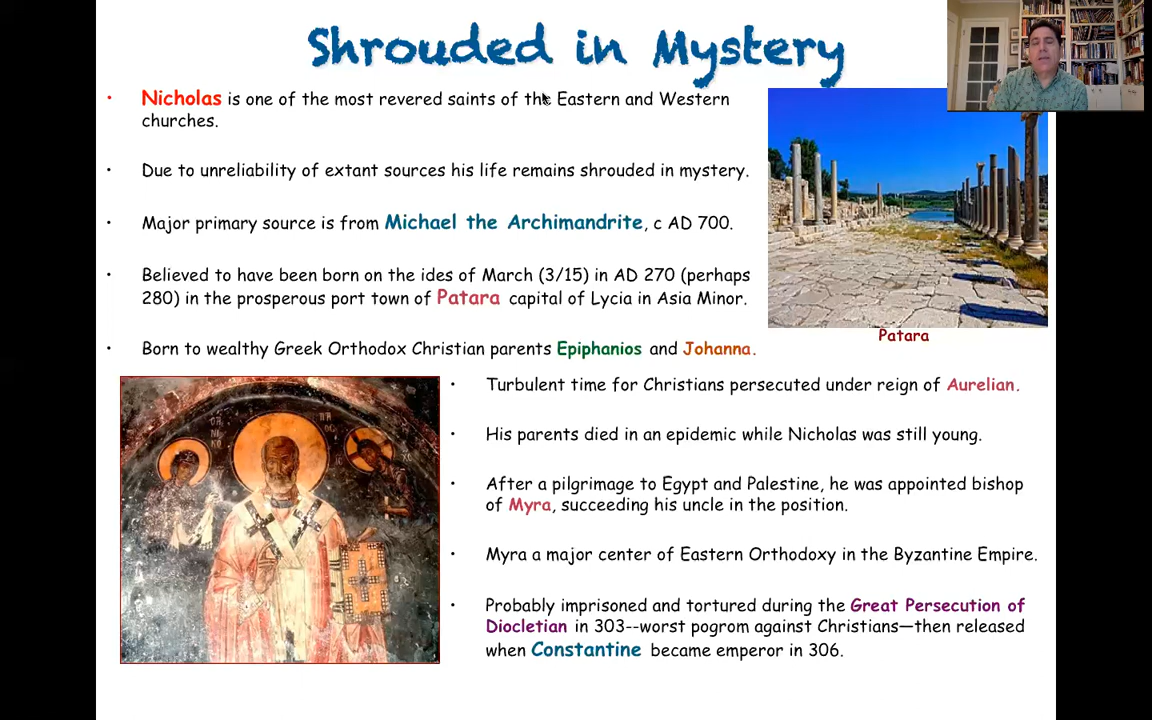 Shrouded in Mystery
• Nicholas is one of the most revered saints of the Eastern and Western
churches.
• Due to unreliability of extant sources his life remains shrouded in mystery.
• Major primary source is from Michael the Archimandrite, c AD 700.
• Believed to have been born on the ides of March (3/15) in AD 270 (perhaps
280) in the prosperous port town of Patara capital of Lycia in Asia Minor.
Patara
• Born to wealthy Greek Orthodox Christian parents Epiphanios and Johanna.
• Turbulent time for Christians persecuted under reign of Aurelian.
• His parents died in an epidemic while Nicholas was still young.
• After a pilgrimage to Egypt and Palestine, he was appointed bishop
of Myra, succeeding his uncle in the position.
• Myra a major center of Eastern Orthodoxy in the Byzantine Empire.
• Probably imprisoned and tortured during the Great Persecution of
Diocletian in 303--worst pogrom against Christians—then released
when Constantine became emperor in 306.